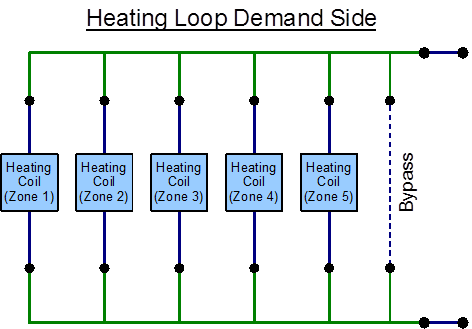 Heating Loop Demand Side
Heating
Coil
(Zone 1)
Heating
Coil
(Zone 2)
Heating
Coil
(Zone 3)
Heating
Coil
(Zone 4)
Heating
Coil
(Zone 5)
Bypass